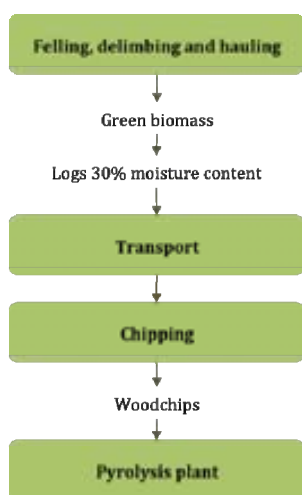 Felling, delimbing and hauling
Green biomass
Logs 30% moisture content
Transport
Chipping
Woodchips
Pyrolysis plant